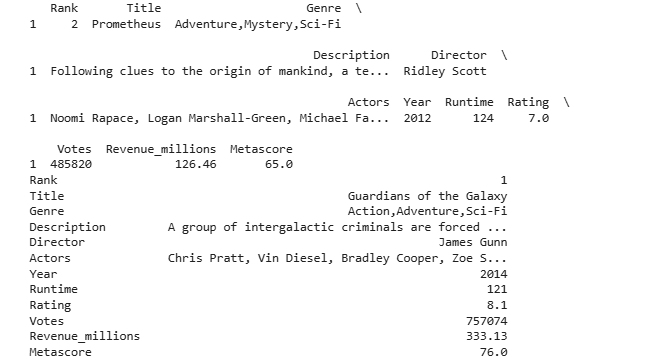 Rank Title Genre \
1 2 Prometheus Adventure,Mystery,Sci-Fi
Description Director \
1 Following clues to the origin of mankind, a te... Ridley Scott
Actors Year Runtime Rating \
1 Noomi Rapace, Logan Marshall-Green, Michael Fa... 2012 124 7.0
Votes Revenue_millions Metascore
1 485820 126.46 65.0
Rank 1
Title Guardians of the Galaxy
Genre Action,Adventure,Sci-Fi
Description A group of intergalactic criminals are forced ...
Director James Gunn
Actors Chris Pratt, Vin Diesel, Bradley Cooper, Zoe S...
Year 2014
Runtime 121
Rating 8.1
Votes 757074
Revenue_millions 333.13
Metascore 76.0